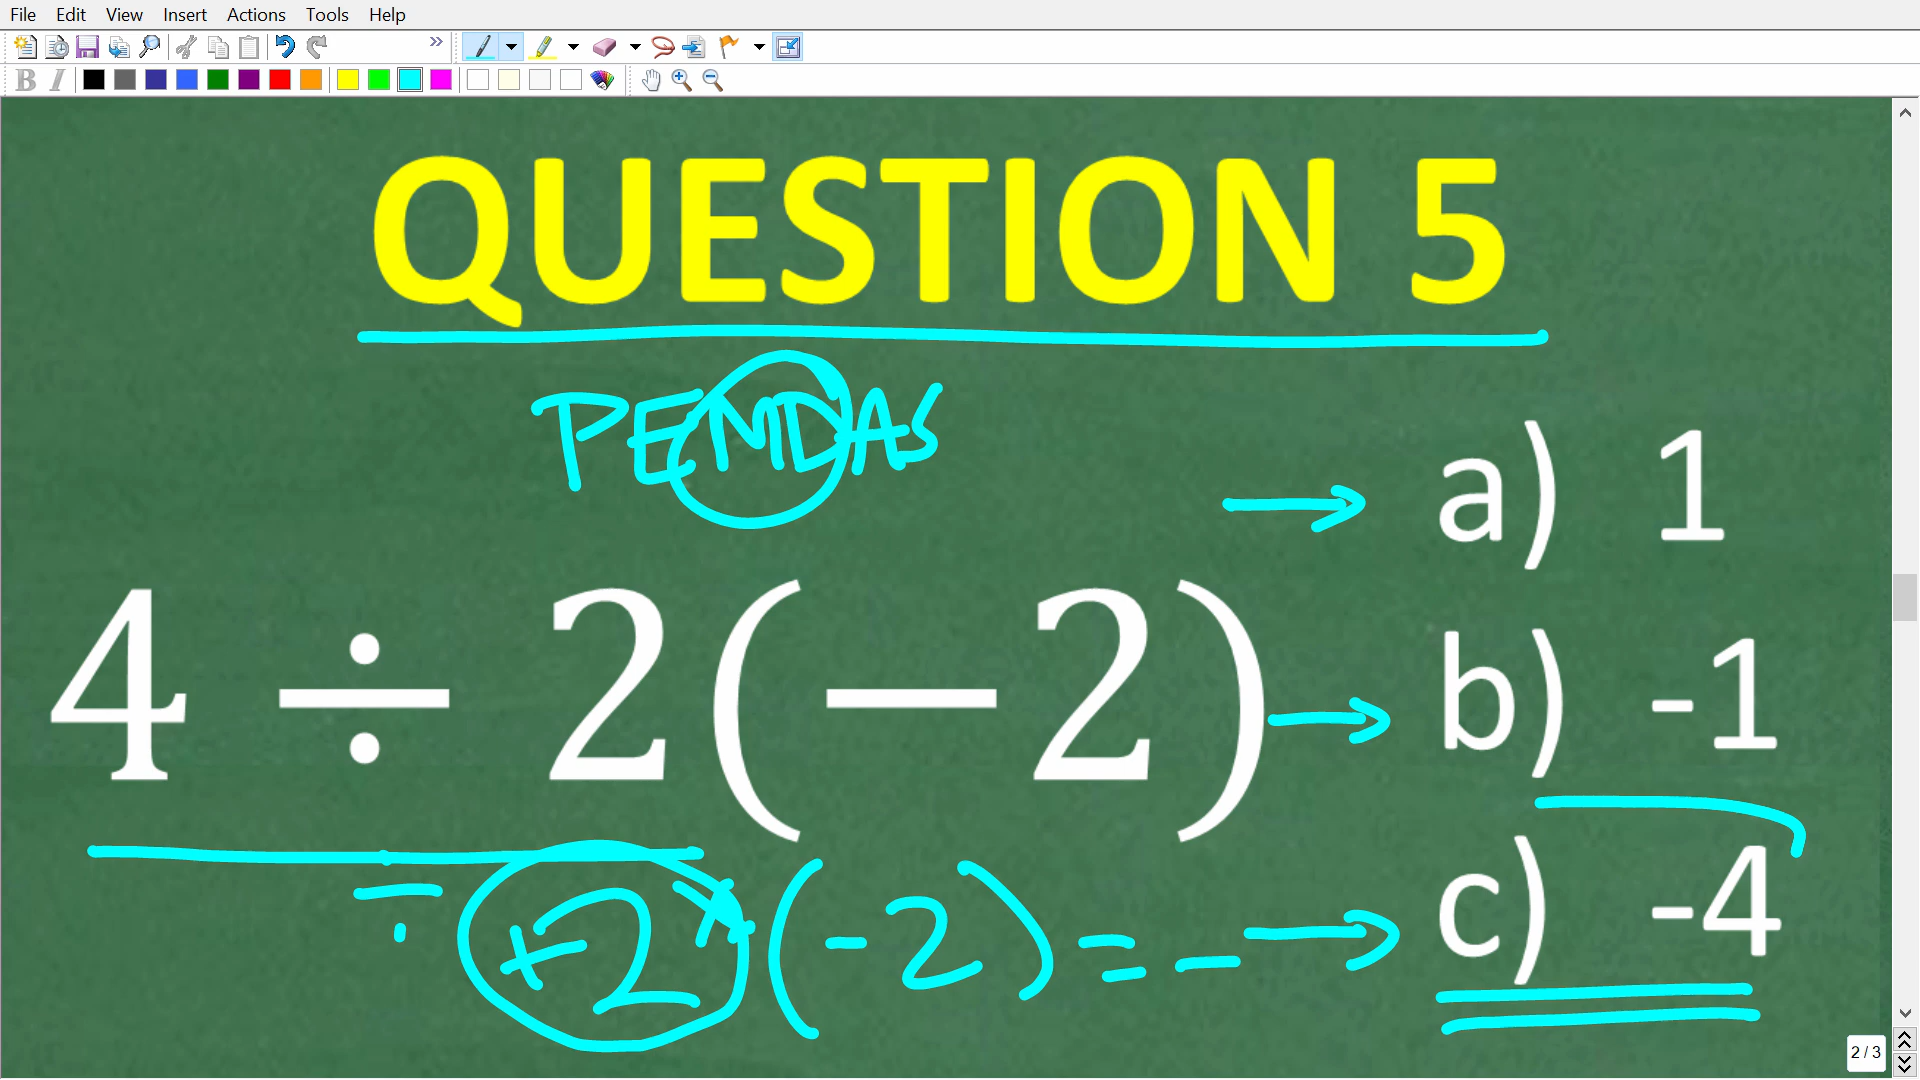 File Edit View Insert Actions Tools Help
B I
QUESTION 5
PEMDAS
a) 1
4 ÷ 2(−2)
b) -1
c) -4
+2 × (-2) = -
2 / 3